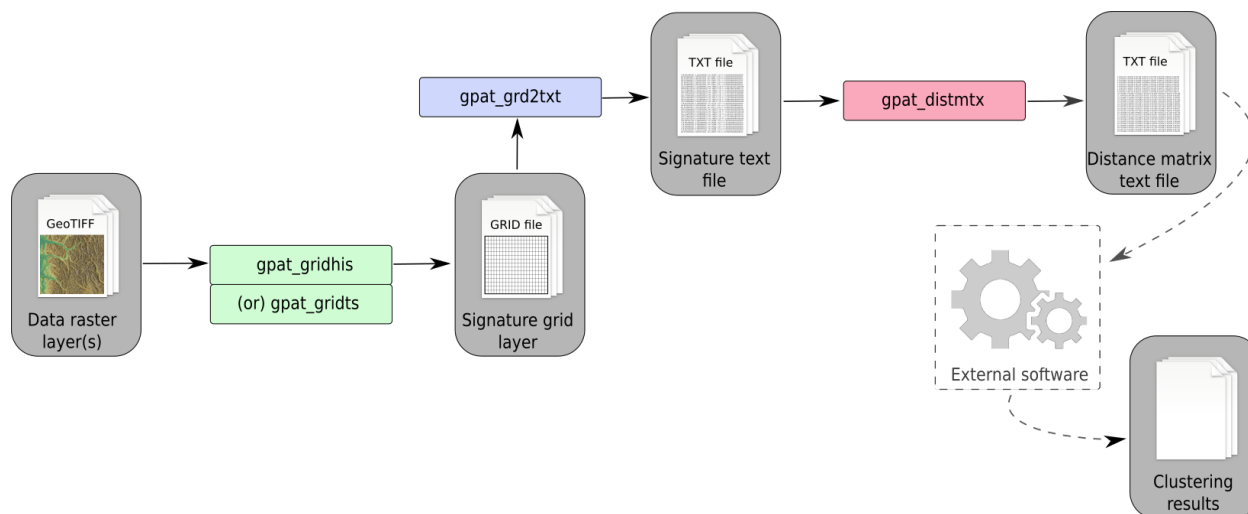 GeoTIFF
Data raster
layer(s)
gpat_gridhis
(or) gpat_gridts
GRID file
Signature grid
layer
gpat_grd2txt
TXT file
Signature text
file
gpat_distmtx
TXT file
Distance matrix
text file
External software
Clustering
results